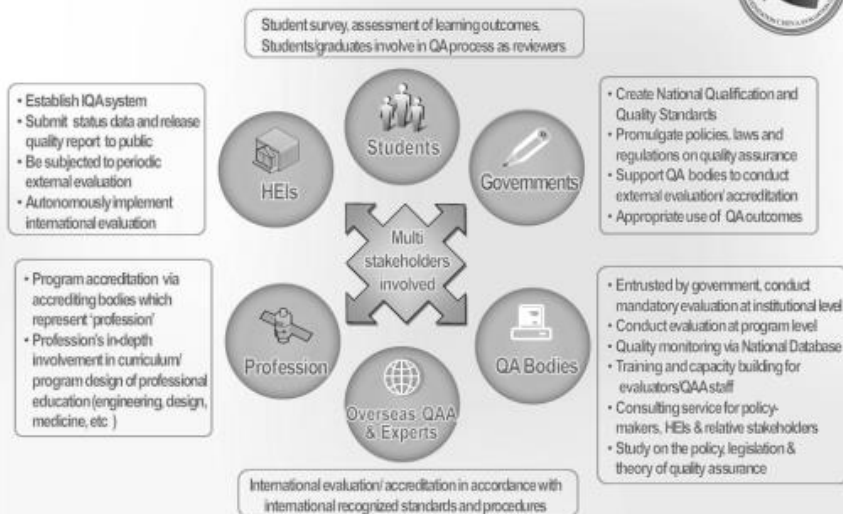 Student survey, assessment of learning outcomes,
Students/graduates involve in QA process as reviewers
• Establish IQA system
• Submit status data and release
quality report to public
• Be subjected to periodic
external evaluation
• Autonomously implement
international evaluation
HEIs
Students
Governments
• Create National Qualification and
Quality Standards
• Promulgate policies, laws and
regulations on quality assurance
• Support QA bodies to conduct
external evaluation/ accreditation
• Appropriate use of QA outcomes
Multi
stakeholders
involved
• Program accreditation via
accrediting bodies which
represent ‘profession’
• Profession's in-depth
involvement in curriculum/
program design of professional
education (engineering, design,
medicine, etc )
Profession
Overseas QAA
& Experts
QA Bodies
• Entrusted by government, conduct
mandatory evaluation at institutional level
• Conduct evaluation at program level
• Quality monitoring via National Database
• Training and capacity building for
evaluators/QAA staff
• Consulting service for policy-
makers, HEIs & relative stakeholders
• Study on the policy, legislation &
theory of quality assurance
International evaluation/ accreditation in accordance with
international recognized standards and procedures